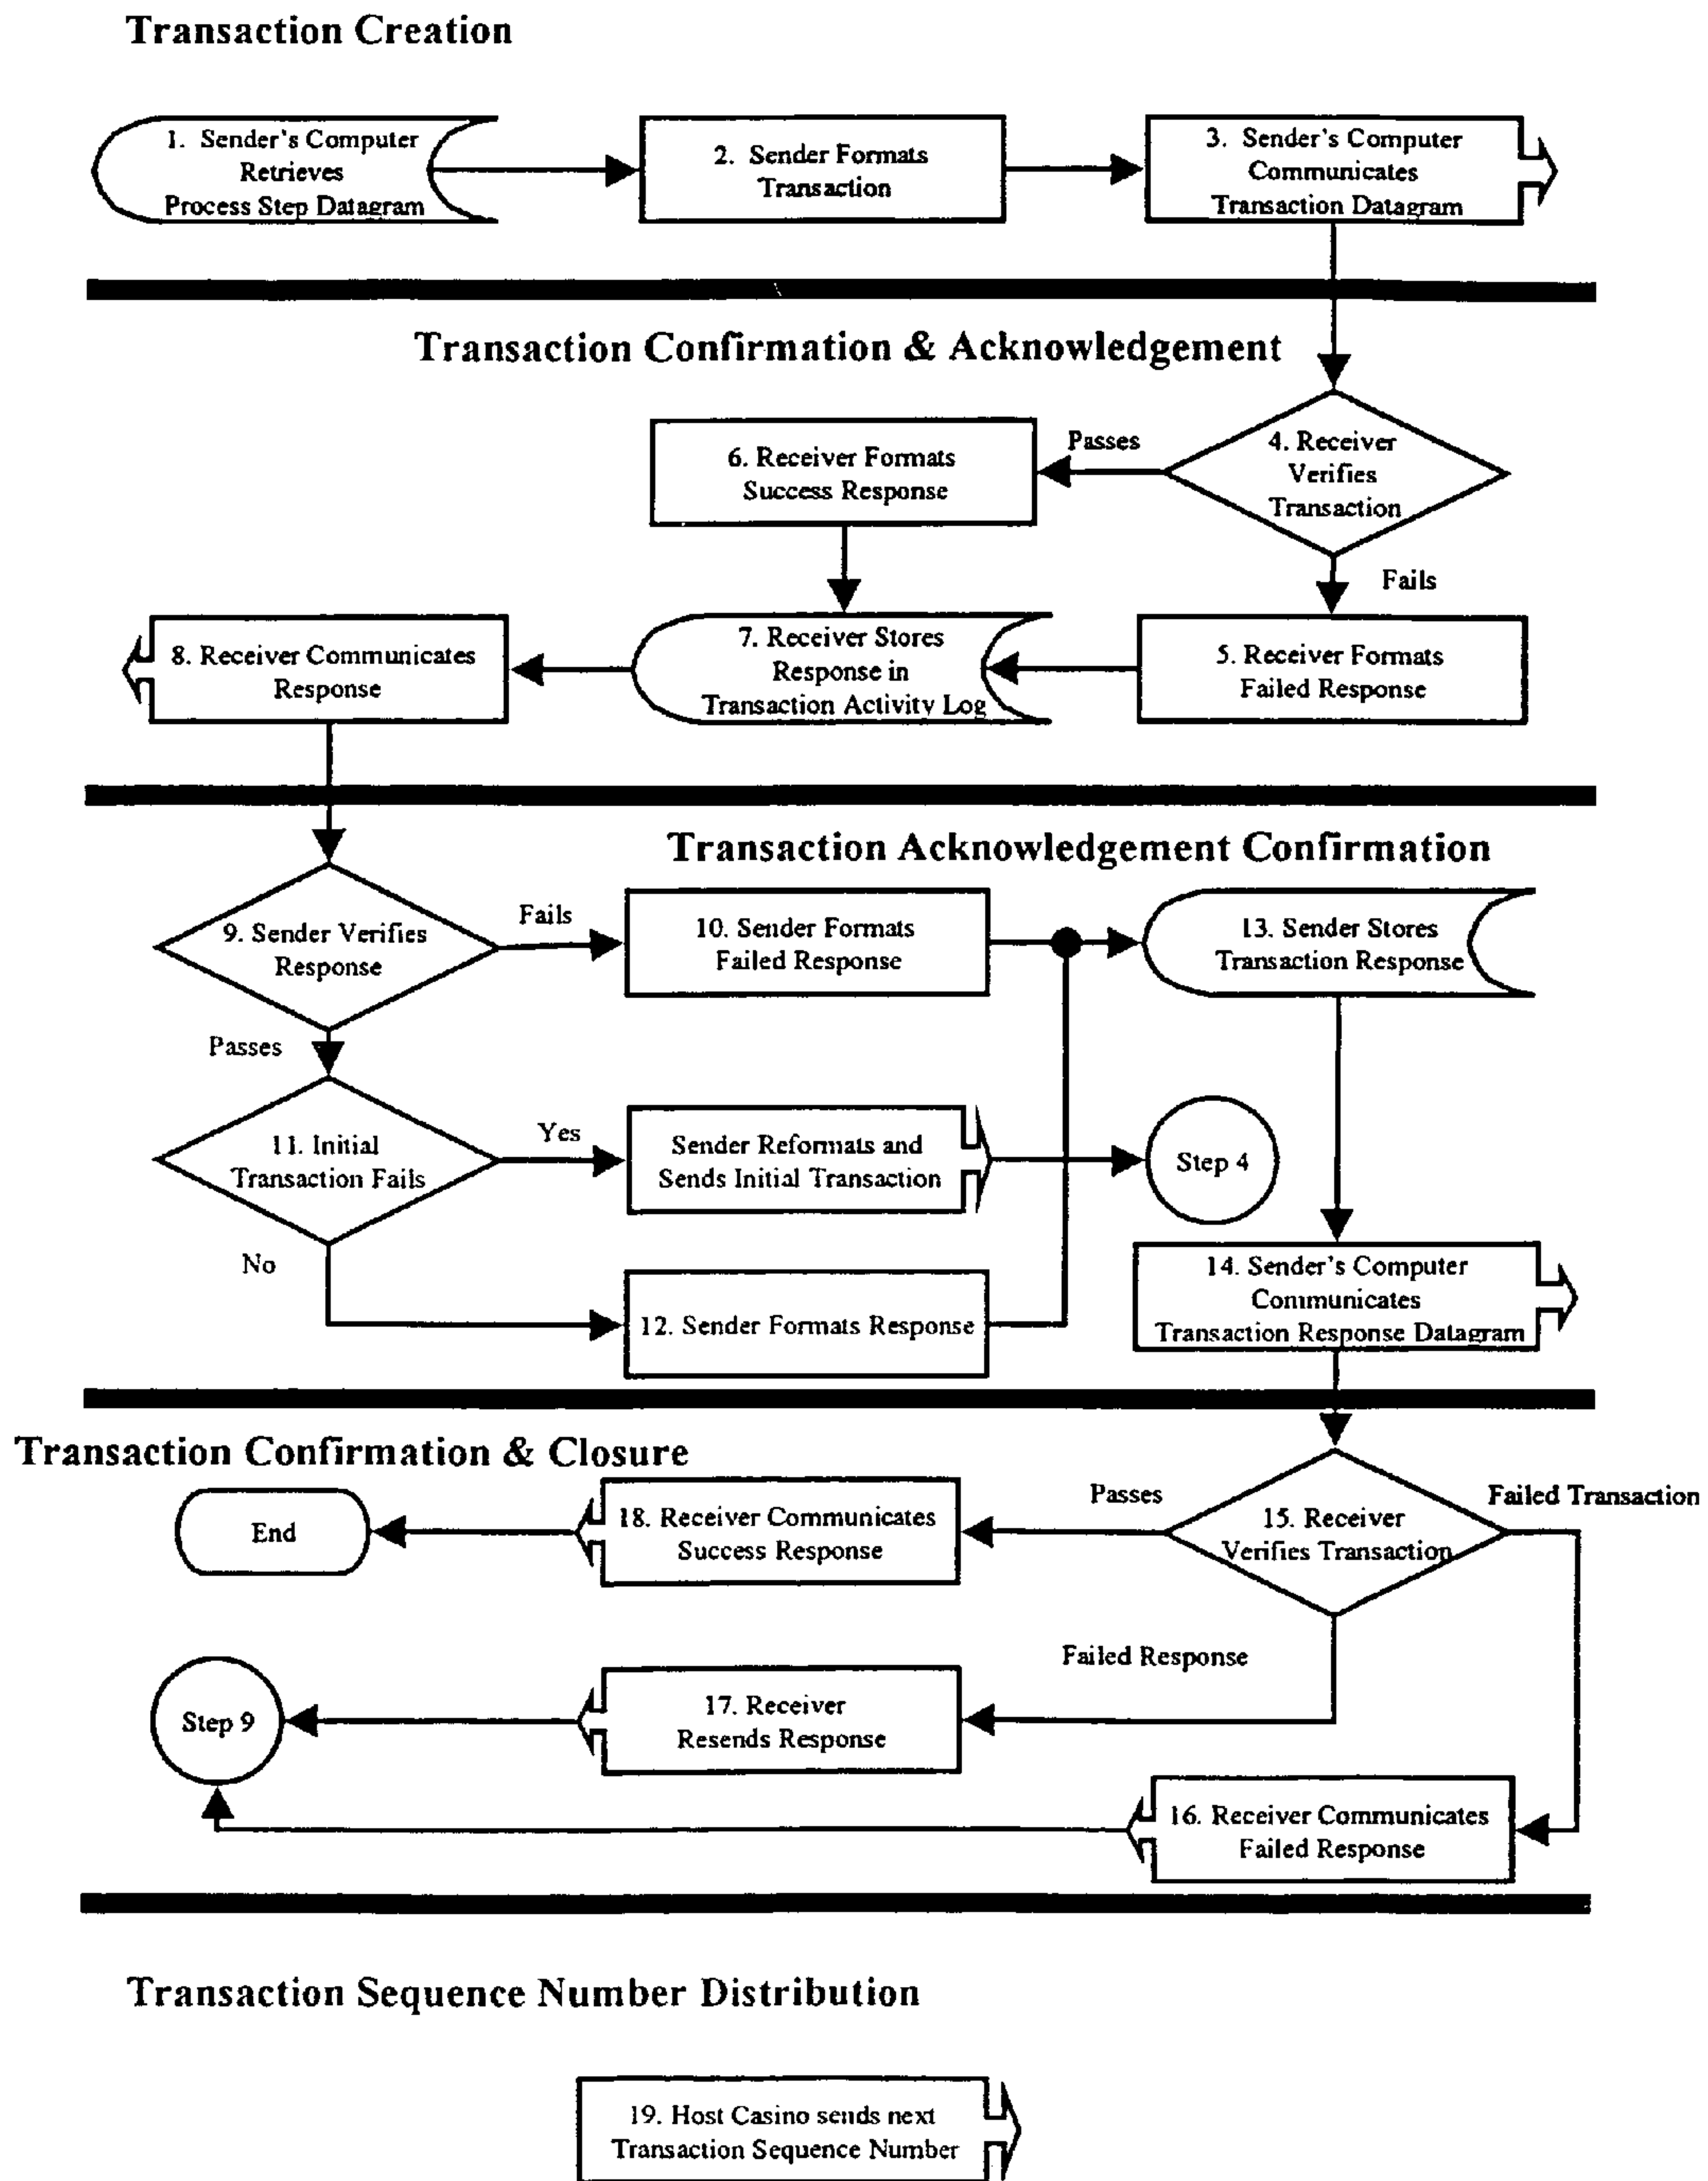 Transaction Creation
1. Sender's Computer
Retrieves
Process Step Datagram
2. Sender Formats
Transaction
3. Sender's Computer
Communicates
Transaction Datagram
Transaction Confirmation & Acknowledgement
4. Receiver
Verifies
Transaction
Passes
6. Receiver Formats
Success Response
Fails
5. Receiver Formats
Failed Response
7. Receiver Stores
Response in
Transaction Activity Log
8. Receiver Communicates
Response
Transaction Acknowledgement Confirmation
9. Sender Verifies
Response
Fails
10. Sender Formats
Failed Response
13. Sender Stores
Transaction Response
Passes
11. Initial
Transaction Fails
Yes
Sender Reformats and
Sends Initial Transaction
Step 4
No
12. Sender Formats Response
14. Sender's Computer
Communicates
Transaction Response Datagram
Transaction Confirmation & Closure
15. Receiver
Verifies Transaction
Passes
Failed Transaction
18. Receiver Communicates
Success Response
End
Failed Response
17. Receiver
Resends Response
Step 9
16. Receiver Communicates
Failed Response
Transaction Sequence Number Distribution
19. Host Casino sends next
Transaction Sequence Number